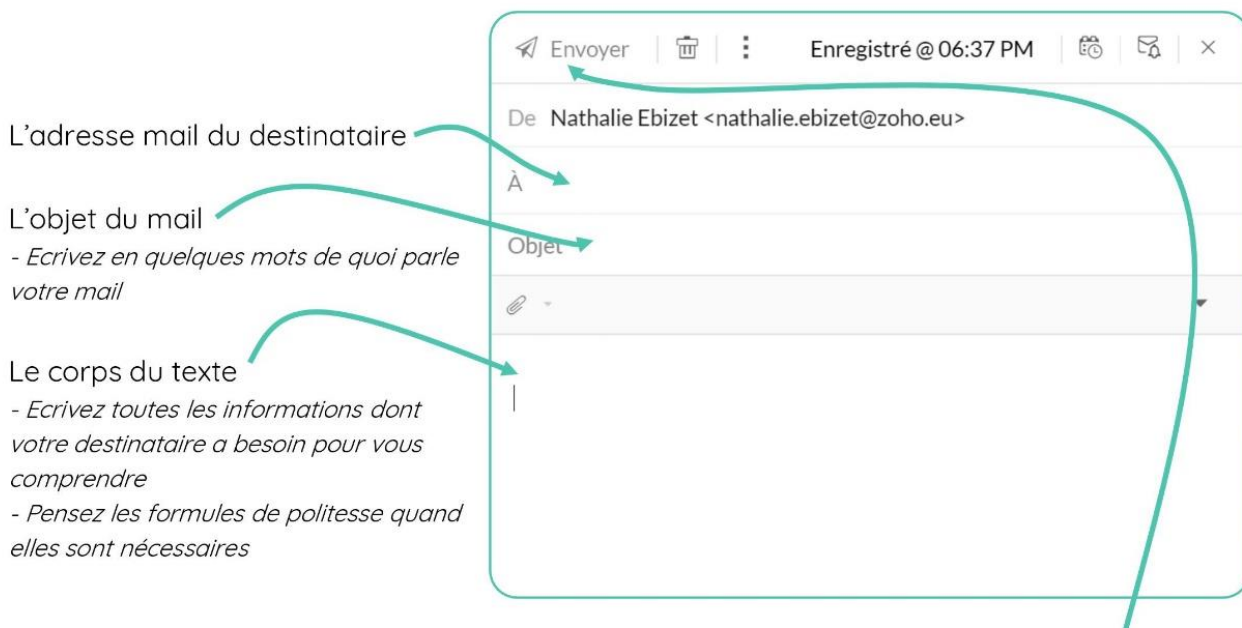 Envoyer
Enregistré @ 06:37 PM
De Nathalie Ebizet <nathalie.ebizet@zoho.eu>
L'adresse mail du destinataire
À
L'objet du mail
Objet
- Ecrivez en quelques mots de quoi parle
votre mail
Le corps du texte
- Ecrivez toutes les informations dont
votre destinataire a besoin pour vous
comprendre
- Pensez les formules de politesse quand
elles sont nécessaires